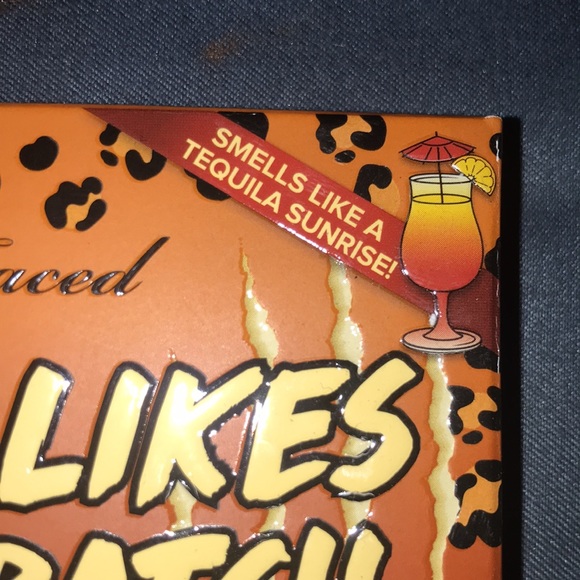 SMELLS LIKE A
TEQUILA SUNRISE!
aced
LIKES